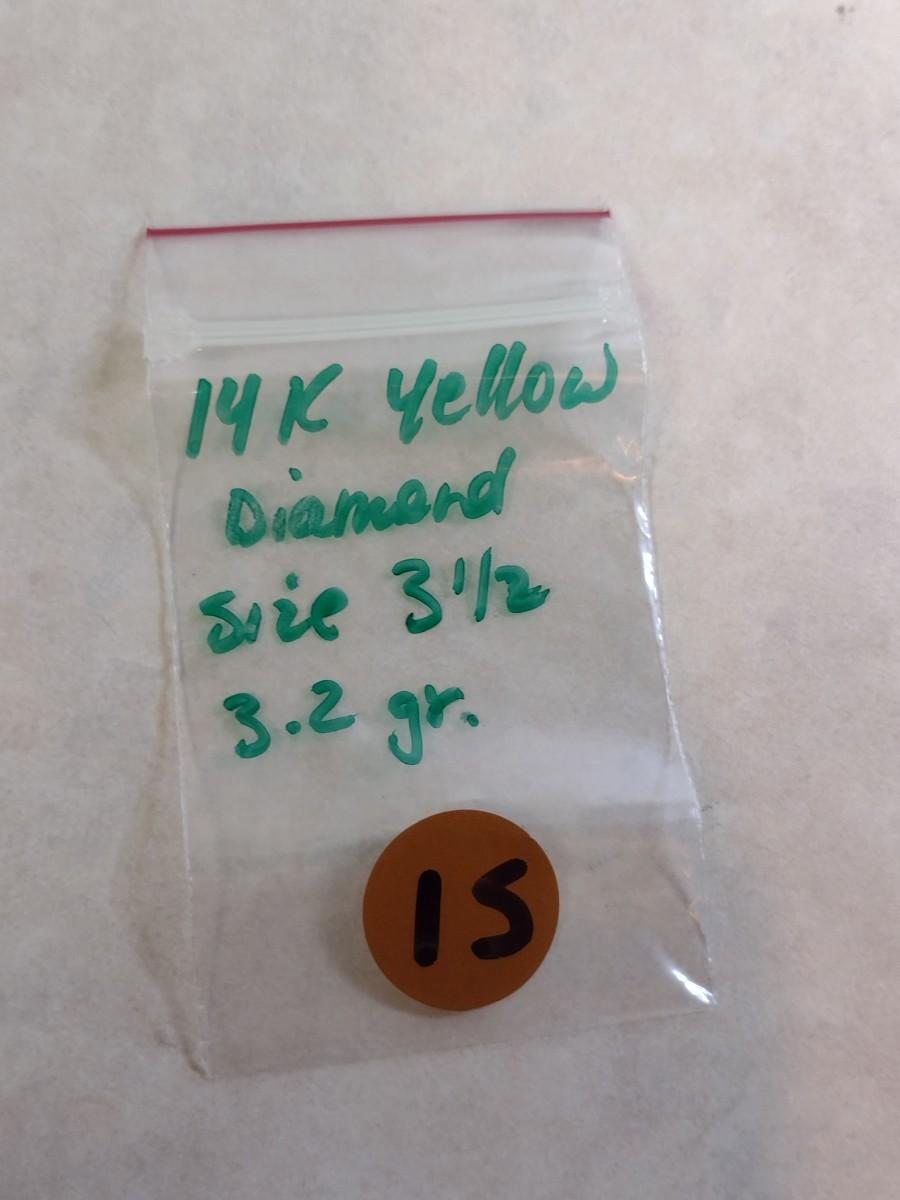 14K Yellow
Diamond
Size 3 1/2
3.2 gr.
15